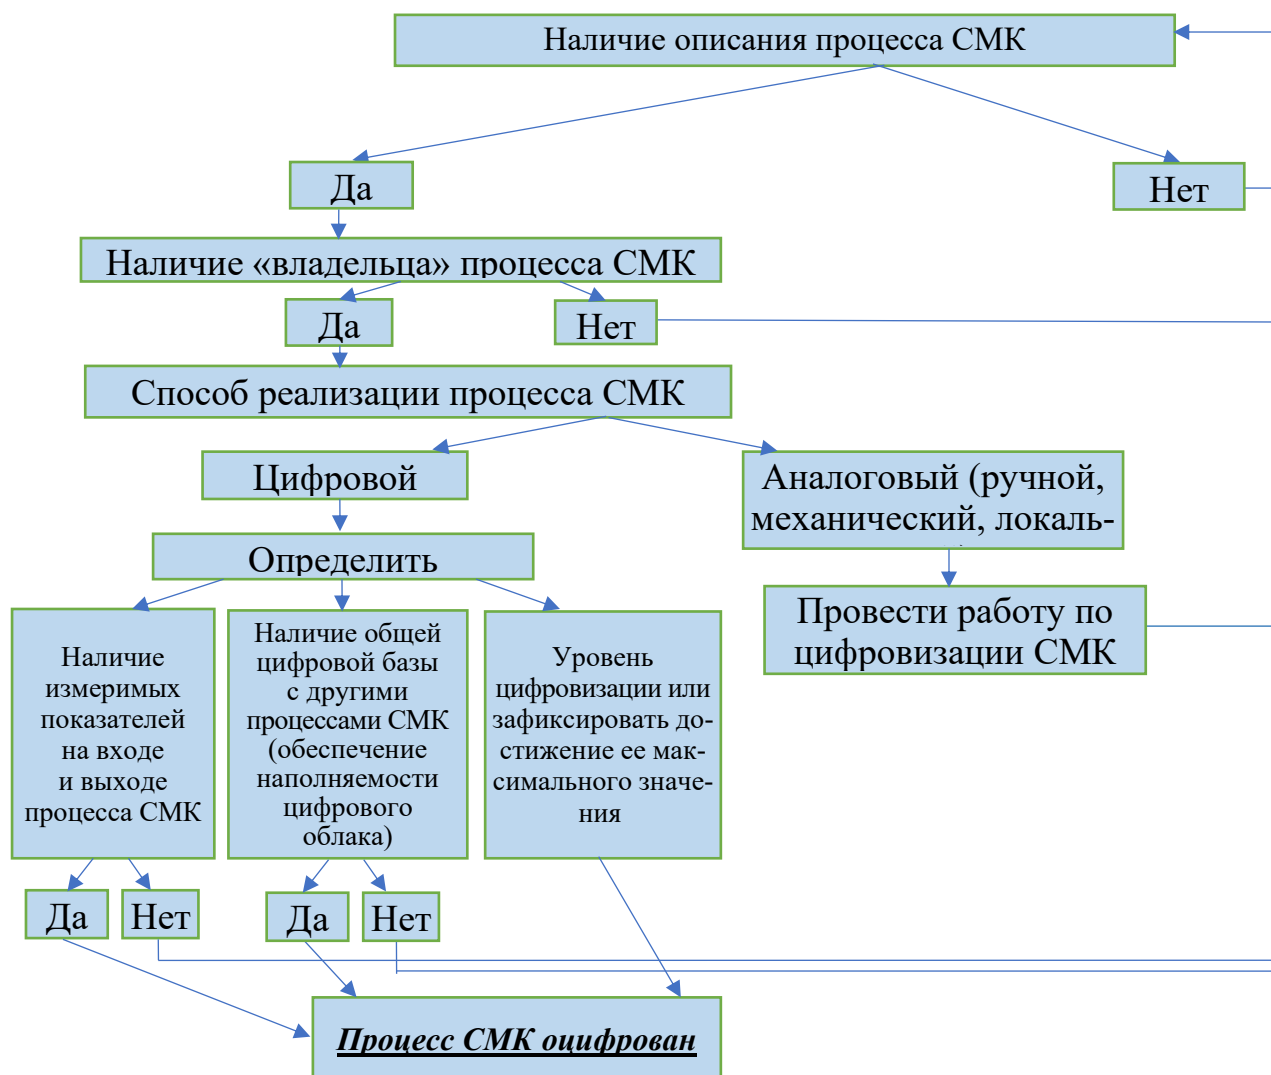 Наличие описания процесса СМК
Да
Нет
Наличие «владельца» процесса СМК
Да
Нет
Способ реализации процесса СМК
Цифровой
Аналоговый (ручной,
механический, локаль-
Определить
Провести работу по
цифровизации СМК
Наличие
измеримых
показателей
на входе
и выходе
процесса СМК
Наличие общей
цифровой базы
с другими
процессами СМК
(обеспечение
наполняемости
цифрового
облака)
Уровень
цифровизации или
зафиксировать до-
стижение ее мак-
симального значе-
ния
Да
Нет
Да
Нет
Процесс СМК оцифрован